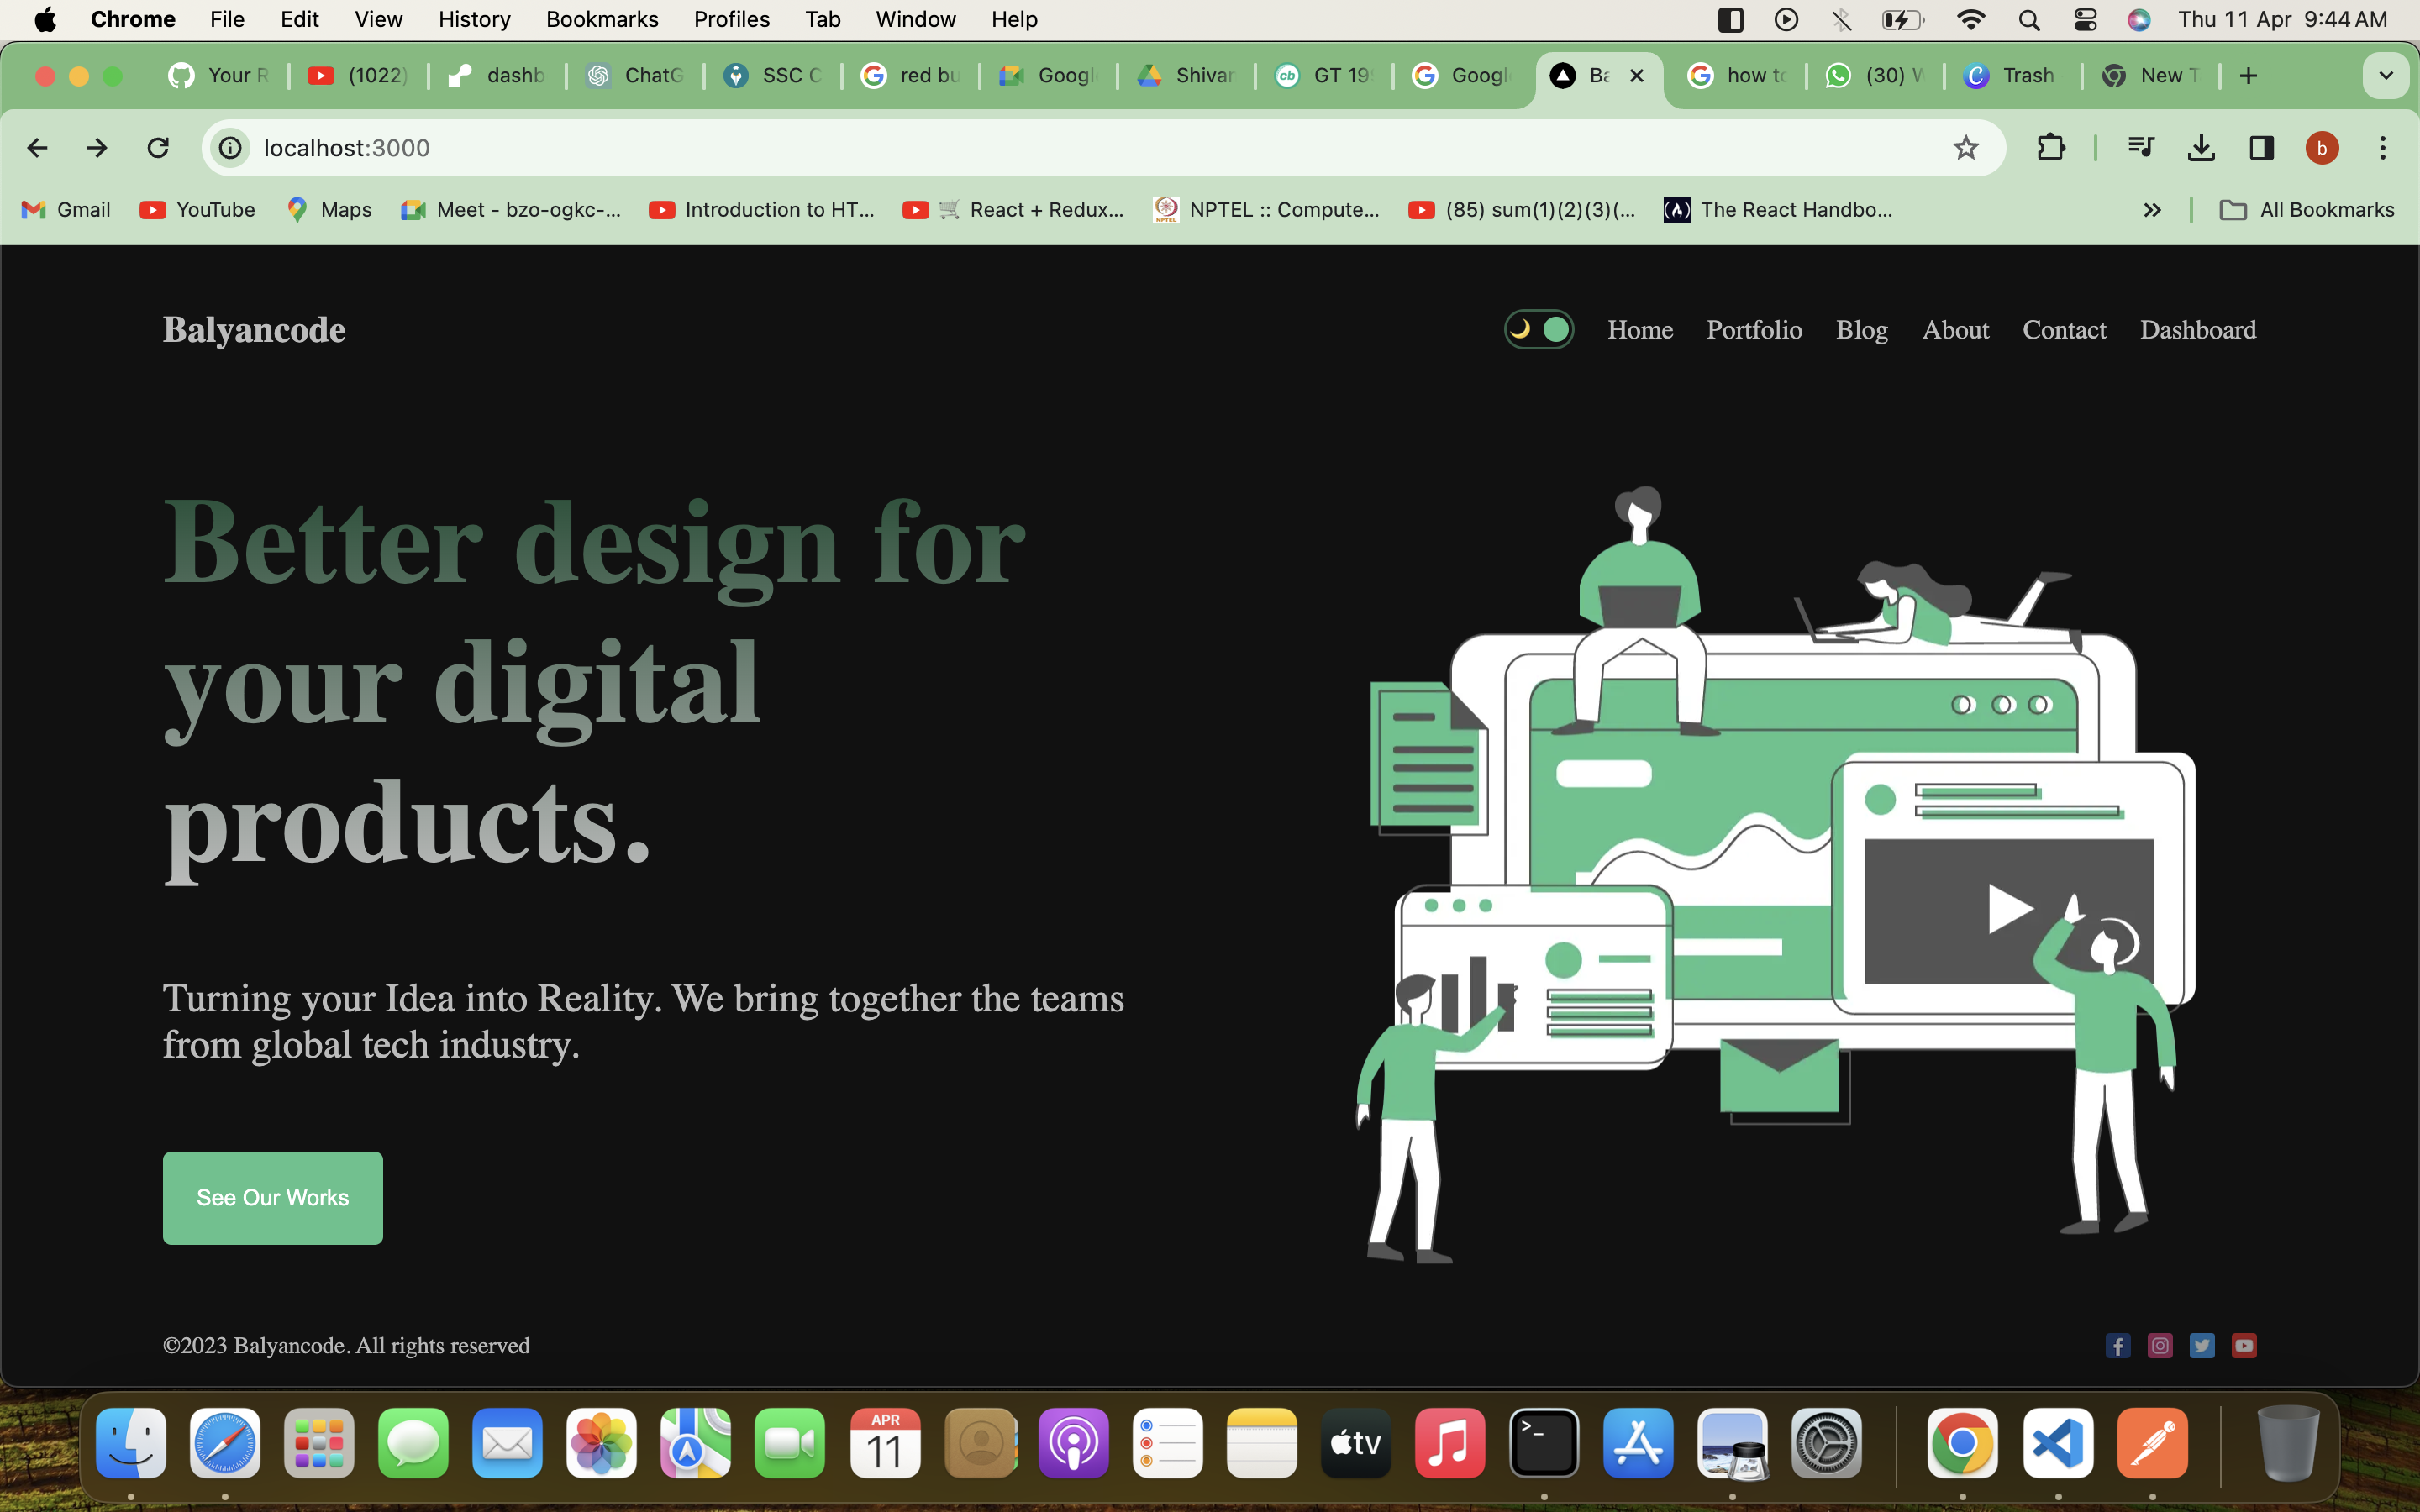 Chrome File Edit View History Bookmarks Profiles Tab Window Help Thu 11 Apr 9:44 AM
Your R (1022) dashb ChatG SSC C red bu Googl Shivar GT 19 Googl Ba how to (30) W Trash New T
localhost:3000 b
Gmail YouTube Maps Meet - bzo-ogkc-... Introduction to HT... React + Redux... NPTEL :: Compute... (85) sum(1)(2)(3)(... The React Handbo... » All Bookmarks
Balyancode Home Portfolio Blog About Contact Dashboard
Better design for
your digital
products.
Turning your Idea into Reality. We bring together the teams
from global tech industry.
See Our Works
©2023 Balyancode. All rights reserved
APR
11
tv